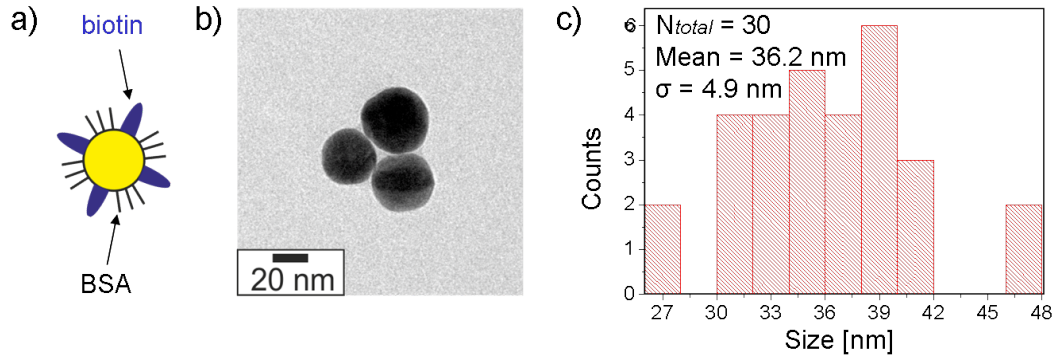 a)
biotin
BSA
b)
20 nm
c)
N total = 30
Mean = 36.2 nm
σ = 4.9 nm
Counts
6
5
4
3
2
1
0
27 30 33 36 39 42 45 48
Size [nm]